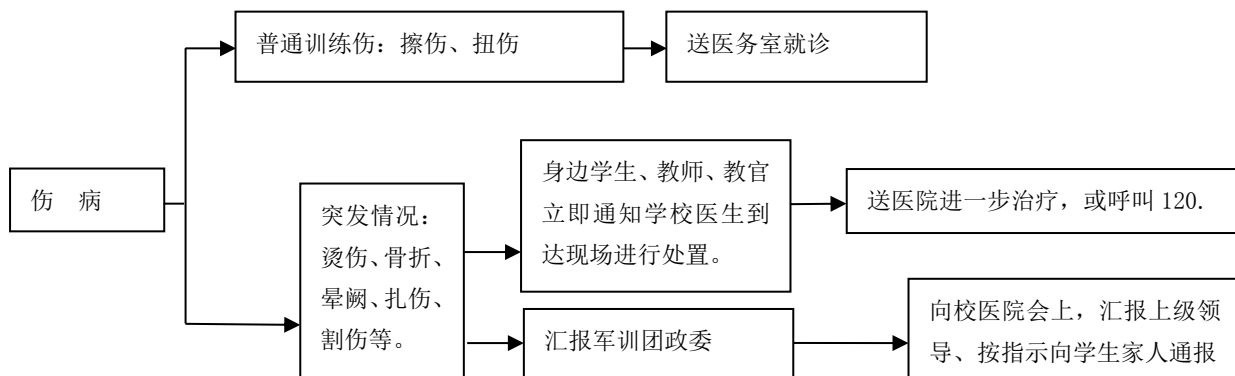 普通训练伤：擦伤、扭伤
送医务室就诊
伤 病
突发情况：
烫伤、骨折、
晕阙、扎伤、
割伤等。
身边学生、教师、教官
立即通知学校医生到
达现场进行处置。
送医院进一步治疗，或呼叫 120.
汇报军训团政委
向校医院会上，汇报上级领
导、按指示向学生家人通报